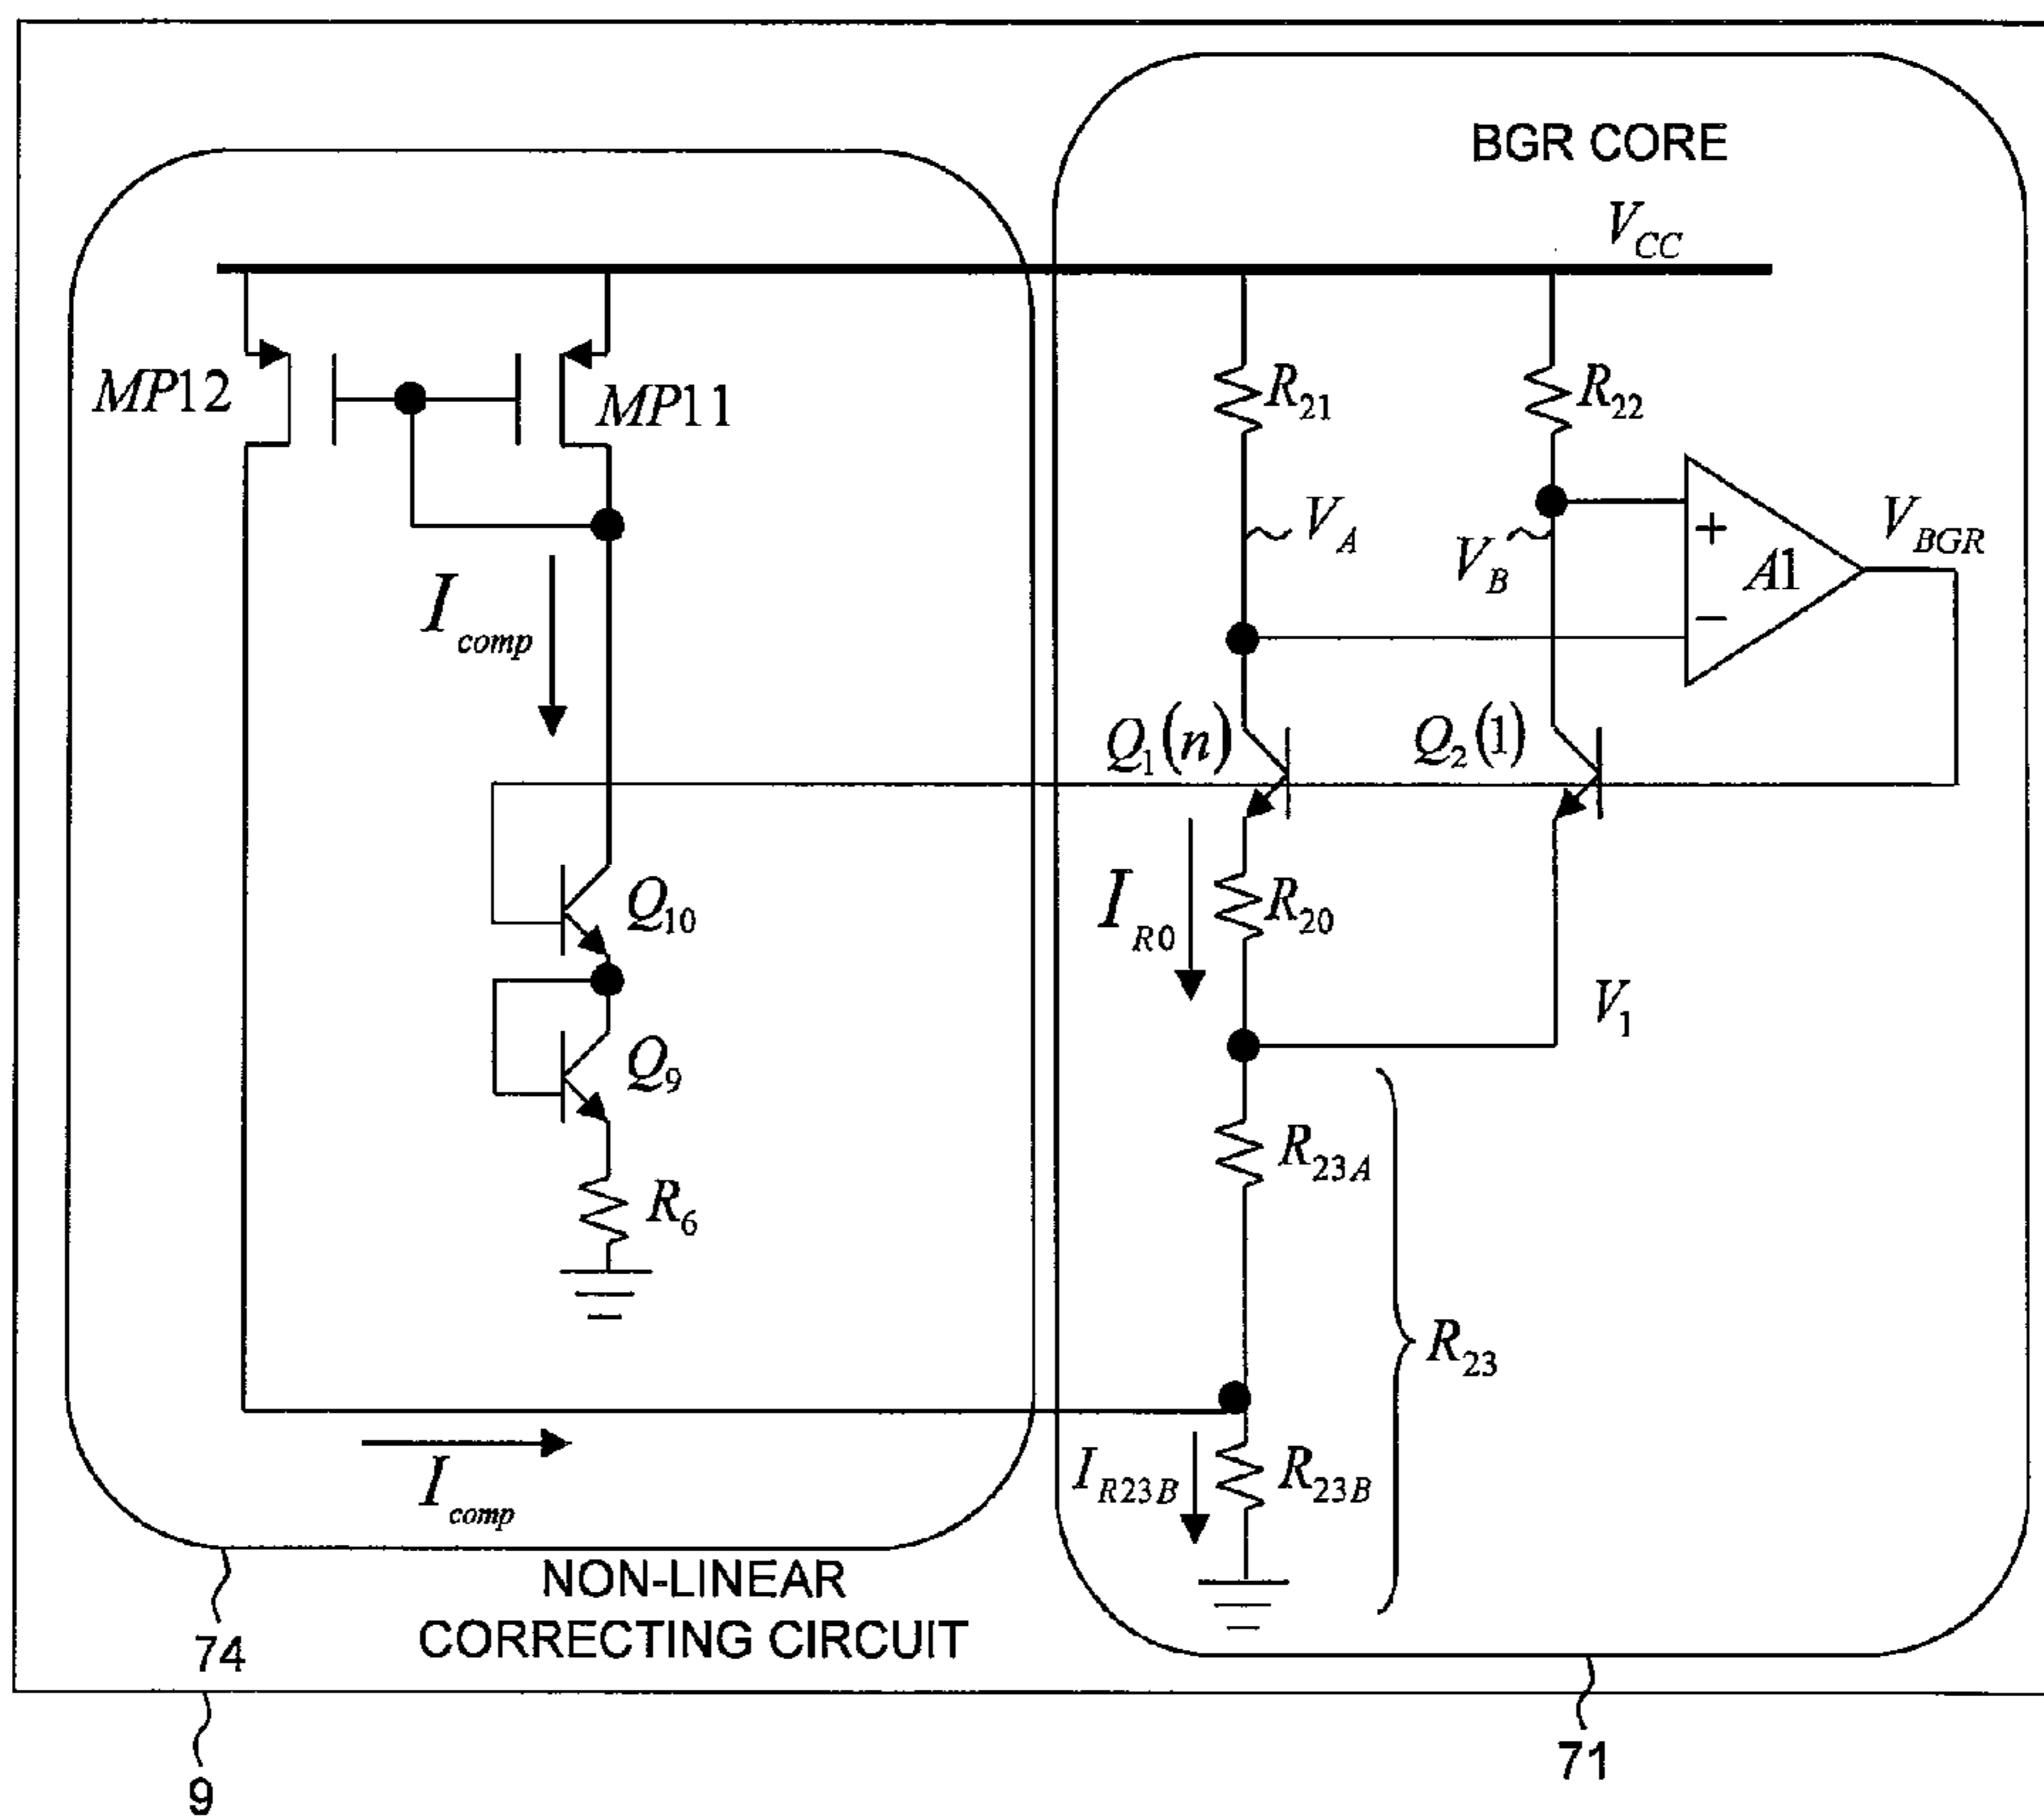 BGR CORE
V_CC
MP12
MP11
R_21
R_22
V_A
V_B
+
−
A1
V_BGR
I_comp
Q_1(n)
Q_2(1)
Q_10
I_R0
R_20
V_1
Q_9
R_6
R_23A
R_23
I_comp
I_R23B
R_23B
NON-LINEAR
CORRECTING CIRCUIT
74
9
71